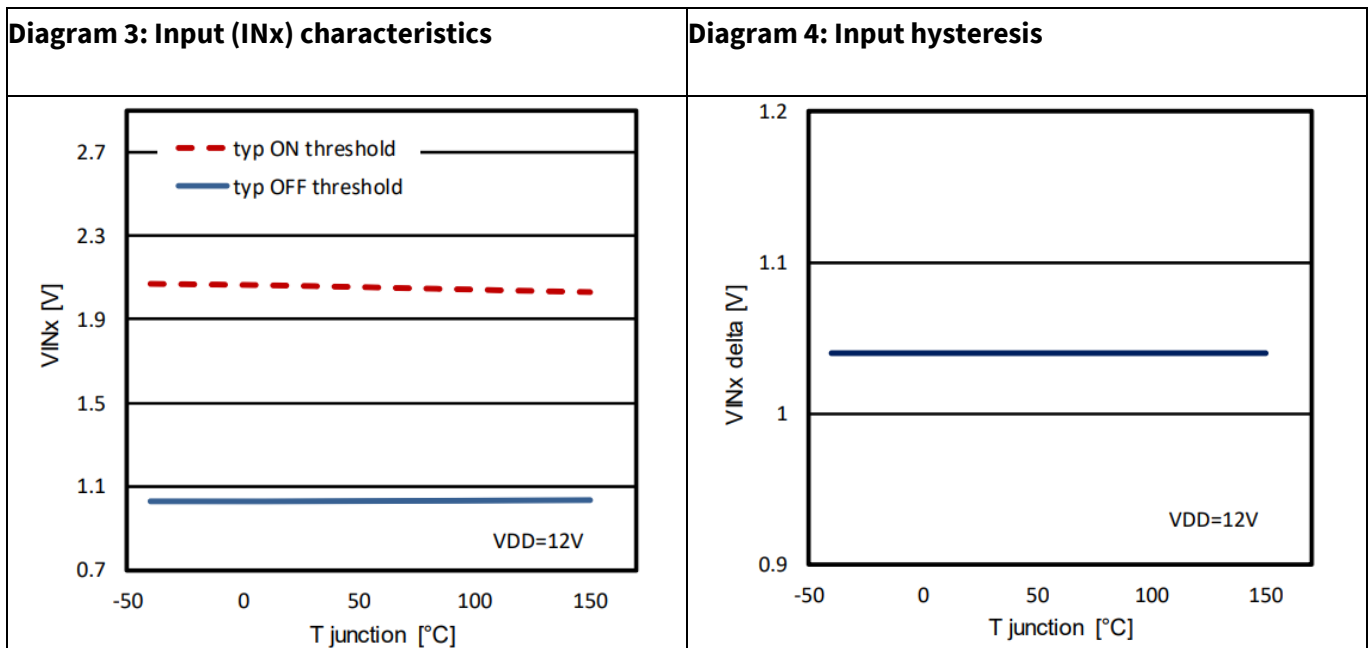 Diagram 3: Input (INx) characteristics
Diagram 4: Input hysteresis
2.7
2.3
1.9
1.5
1.1
0.7
VINx [V]
typ ON threshold
typ OFF threshold
VDD=12V
-50 0 50 100 150
T junction [°C]
1.2
1.1
1
0.9
VINx delta [V]
VDD=12V
-50 0 50 100 150
T junction [°C]